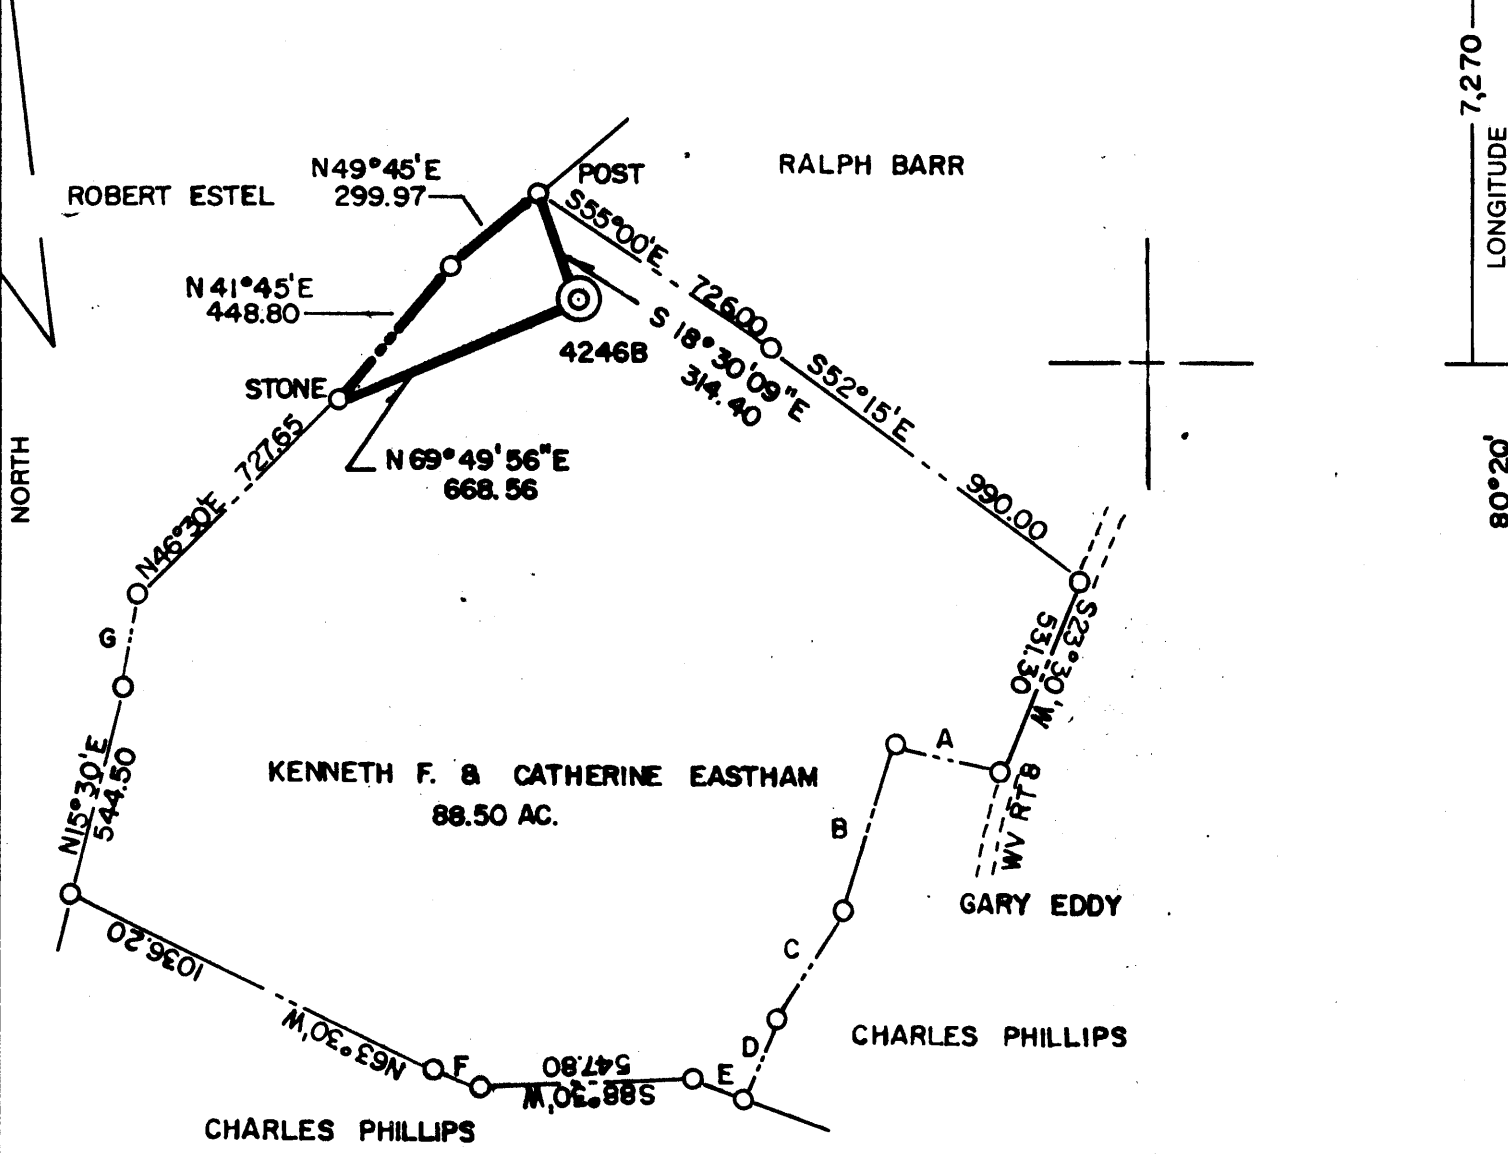 7,270
LONGITUDE
80°20'
NORTH
N49°45'E
299.97
POST
RALPH BARR
ROBERT ESTEL
S55°00'E
726.00
N41°45'E
448.80
4246B
S 18°30'09"E
314.40
S52°15'E
990.00
STONE
N69°49'56"E
668.56
N46°30'E 727.65
G
S23°30'W
531.30
A
WV RT 8
KENNETH F. & CATHERINE EASTHAM
88.50 AC.
N15°30'E
544.50
B
GARY EDDY
C
1036.20
N63°30'W
CHARLES PHILLIPS
D
F
547.80
S88°30'W
E
CHARLES PHILLIPS